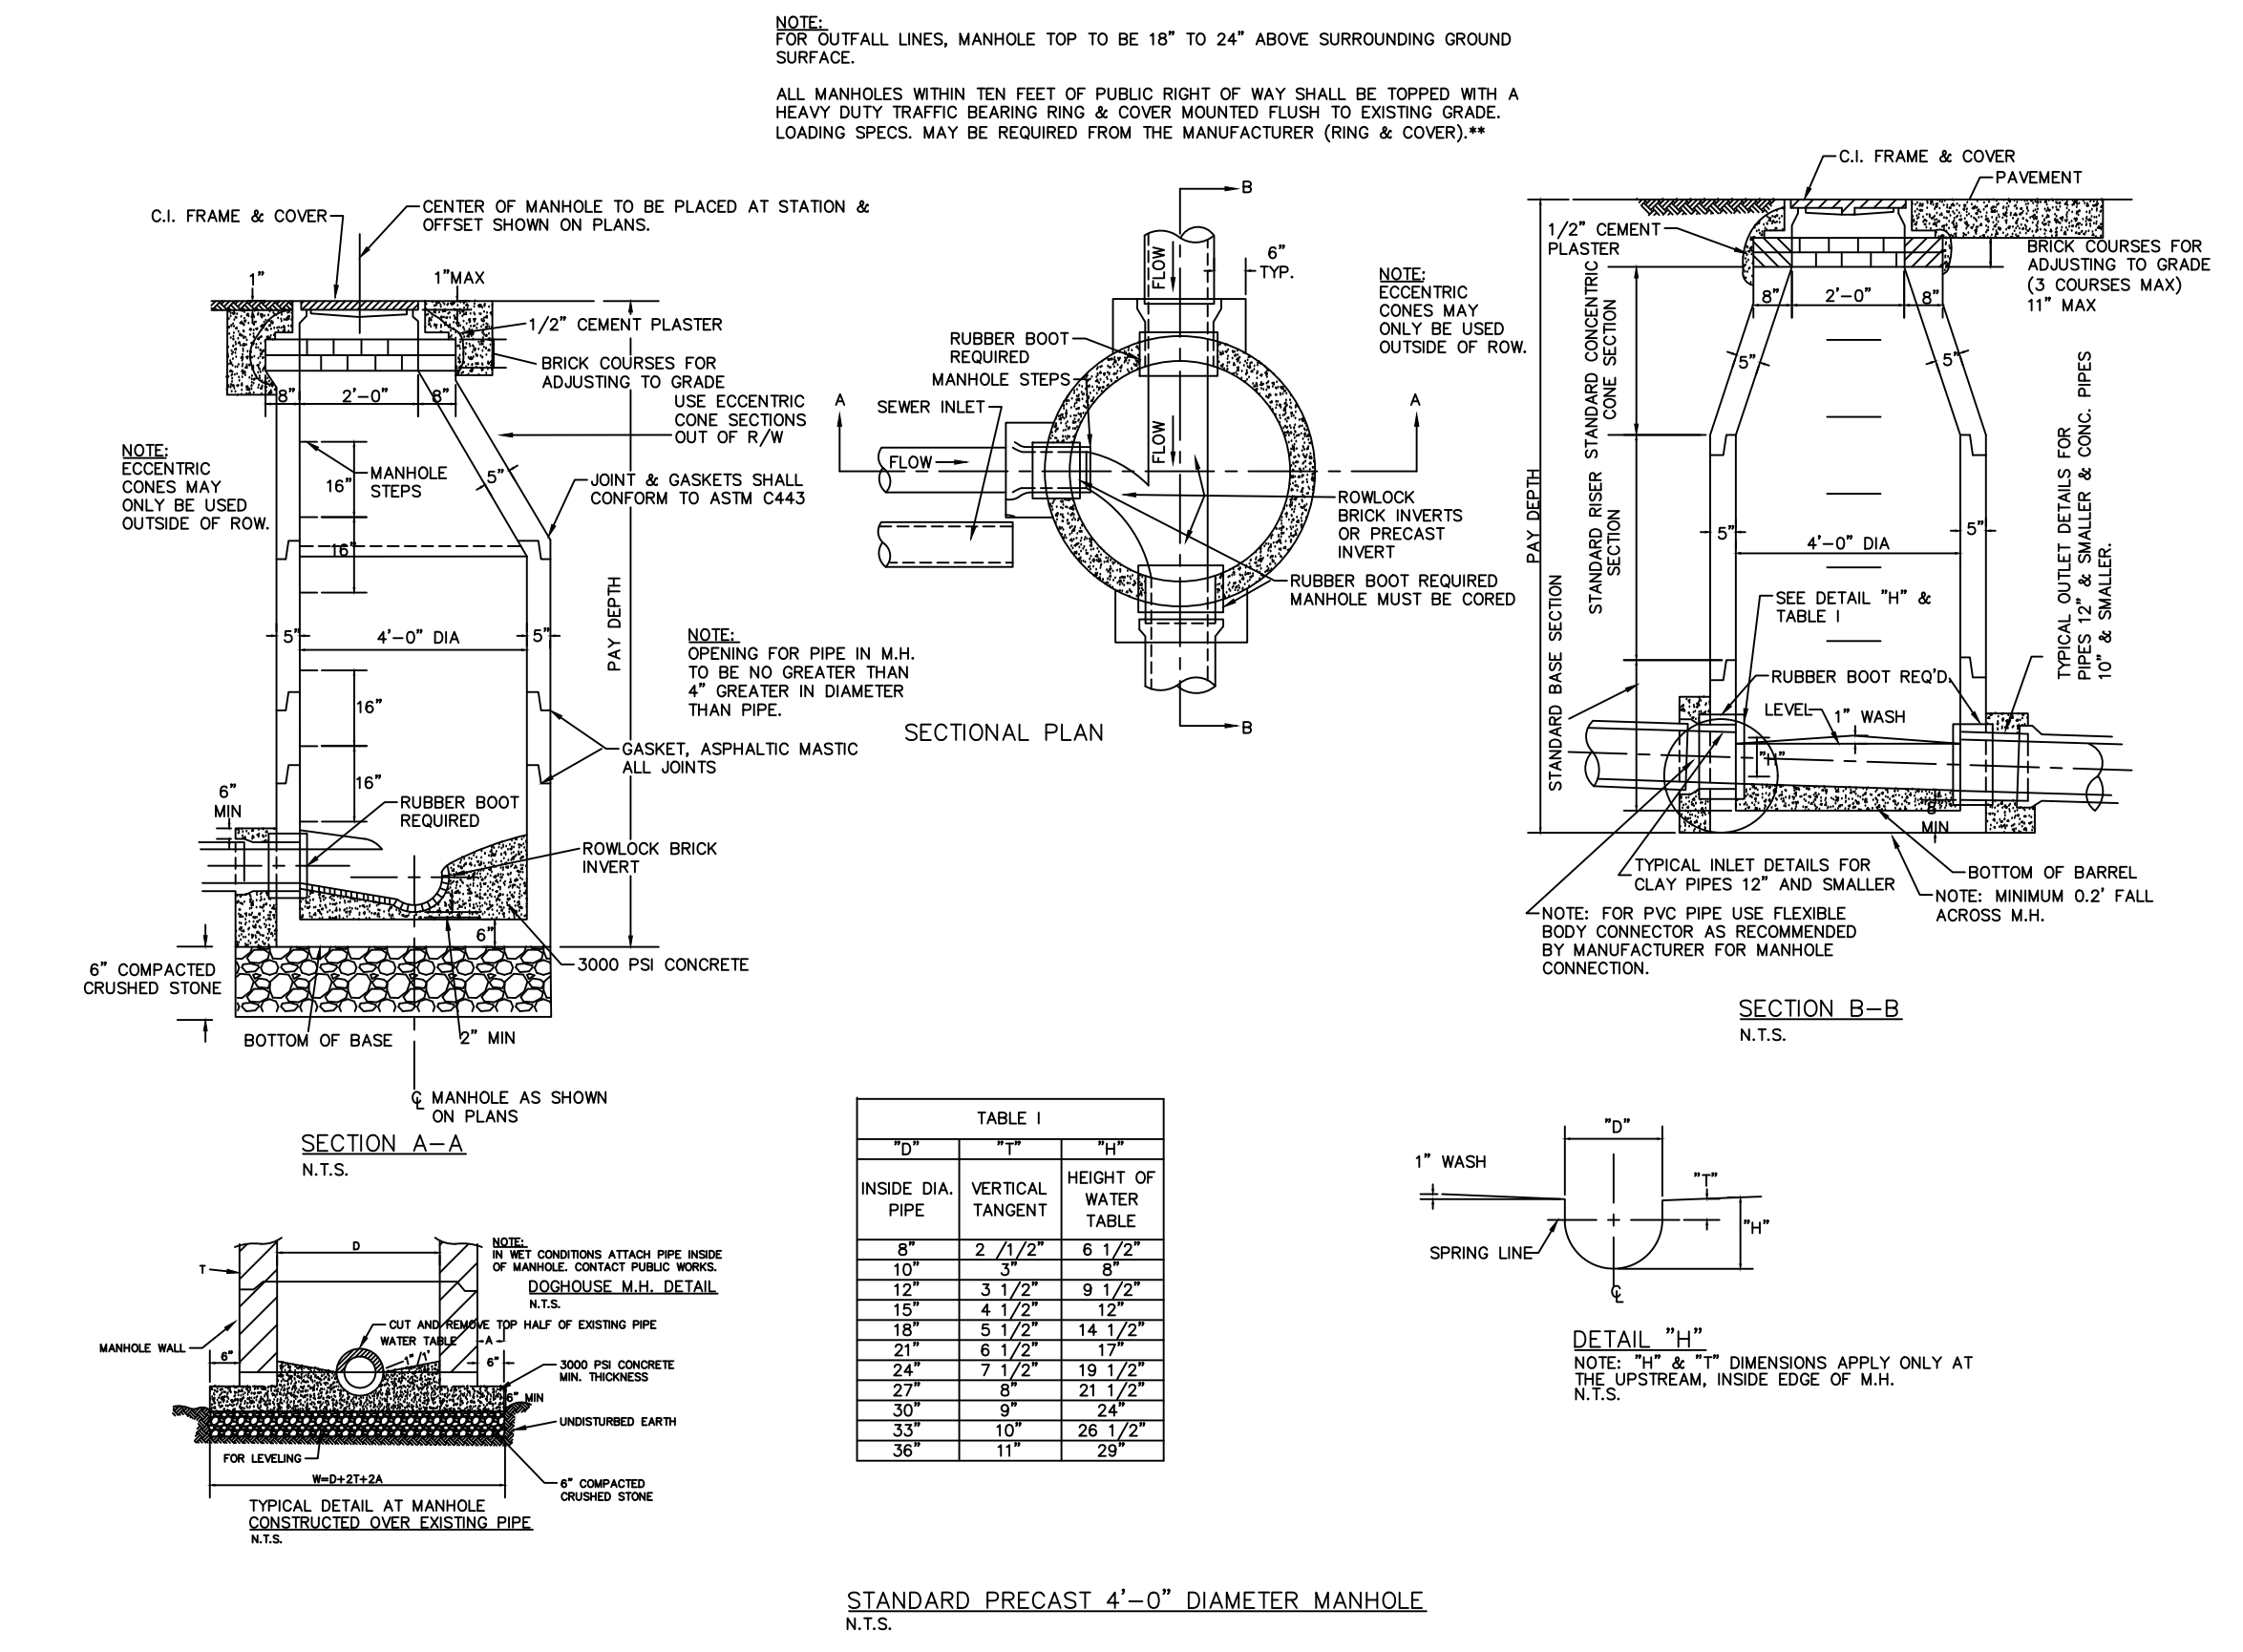 NOTE:
FOR OUTFALL LINES, MANHOLE TOP TO BE 18" TO 24" ABOVE SURROUNDING GROUND
SURFACE.
ALL MANHOLES WITHIN TEN FEET OF PUBLIC RIGHT OF WAY SHALL BE TOPPED WITH A
HEAVY DUTY TRAFFIC BEARING RING & COVER MOUNTED FLUSH TO EXISTING GRADE.
LOADING SPECS. MAY BE REQUIRED FROM THE MANUFACTURER (RING & COVER).**
C.I. FRAME & COVER
CENTER OF MANHOLE TO BE PLACED AT STATION &
OFFSET SHOWN ON PLANS.
1"
1"MAX
1/2" CEMENT PLASTER
BRICK COURSES FOR
ADJUSTING TO GRADE
8"
2'-0"
8"
USE ECCENTRIC
CONE SECTIONS
OUT OF R/W
NOTE:
ECCENTRIC
CONES MAY
ONLY BE USED
OUTSIDE OF ROW.
MANHOLE
STEPS
16"
5"
JOINT & GASKETS SHALL
CONFORM TO ASTM C443
16"
PAY DEPTH
5"
4'-0" DIA
5"
NOTE:
OPENING FOR PIPE IN M.H.
TO BE NO GREATER THAN
4" GREATER IN DIAMETER
THAN PIPE.
16"
GASKET, ASPHALTIC MASTIC
ALL JOINTS
16"
6"
MIN
RUBBER BOOT
REQUIRED
ROWLOCK BRICK
INVERT
6"
3000 PSI CONCRETE
6" COMPACTED
CRUSHED STONE
BOTTOM OF BASE
2" MIN
℄ MANHOLE AS SHOWN
ON PLANS
SECTION A-A
N.T.S.
B
FLOW
6"
TYP.
NOTE:
ECCENTRIC
CONES MAY
ONLY BE USED
OUTSIDE OF ROW.
RUBBER BOOT
REQUIRED
MANHOLE STEPS
A
SEWER INLET
A
FLOW
FLOW
ROWLOCK
BRICK INVERTS
OR PRECAST
INVERT
RUBBER BOOT REQUIRED
MANHOLE MUST BE CORED
SECTIONAL PLAN
B
C.I. FRAME & COVER
PAVEMENT
1/2" CEMENT
PLASTER
BRICK COURSES FOR
ADJUSTING TO GRADE
(3 COURSES MAX)
11" MAX
8"
2'-0"
8"
STANDARD CONCENTRIC
CONE SECTION
5"
5"
PAY DEPTH
STANDARD RISER
SECTION
5"
4'-0" DIA
5"
STANDARD BASE SECTION
TYPICAL OUTLET DETAILS FOR
PIPES 12" & SMALLER & CONC. PIPES
10" & SMALLER.
SEE DETAIL "H" &
TABLE I
RUBBER BOOT REQ'D.
LEVEL
1" WASH
"H"
8"
MIN
TYPICAL INLET DETAILS FOR
CLAY PIPES 12" AND SMALLER
BOTTOM OF BARREL
NOTE: MINIMUM 0.2' FALL
ACROSS M.H.
NOTE: FOR PVC PIPE USE FLEXIBLE
BODY CONNECTOR AS RECOMMENDED
BY MANUFACTURER FOR MANHOLE
CONNECTION.
SECTION B-B
N.T.S.
TABLE I
"D" "T" "H"
INSIDE DIA. PIPE VERTICAL TANGENT HEIGHT OF WATER TABLE
8" 2 /1/2" 6 1/2"
10" 3" 8"
12" 3 1/2" 9 1/2"
15" 4 1/2" 12"
18" 5 1/2" 14 1/2"
21" 6 1/2" 17"
24" 7 1/2" 19 1/2"
27" 8" 21 1/2"
30" 9" 24"
33" 10" 26 1/2"
36" 11" 29"
"D"
1" WASH
"T"
"H"
SPRING LINE
℄
DETAIL "H"
NOTE: "H" & "T" DIMENSIONS APPLY ONLY AT
THE UPSTREAM, INSIDE EDGE OF M.H.
N.T.S.
D
T
NOTE:
IN WET CONDITIONS ATTACH PIPE INSIDE
OF MANHOLE. CONTACT PUBLIC WORKS.
DOGHOUSE M.H. DETAIL
N.T.S.
CUT AND REMOVE TOP HALF OF EXISTING PIPE
WATER TABLE
A
MANHOLE WALL
6"
1"/1'
6"
3000 PSI CONCRETE
MIN. THICKNESS
6" MIN
UNDISTURBED EARTH
FOR LEVELING
W=D+2T+2A
6" COMPACTED
CRUSHED STONE
TYPICAL DETAIL AT MANHOLE
CONSTRUCTED OVER EXISTING PIPE
N.T.S.
STANDARD PRECAST 4'-0" DIAMETER MANHOLE
N.T.S.